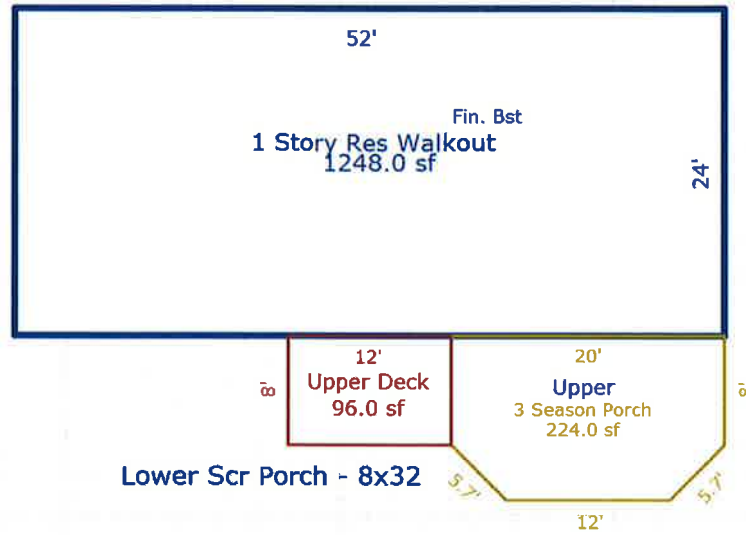 52'
Fin. Bst
1 Story Res Walkout
1248.0 sf
24'
12'
8'
Upper Deck
96.0 sf
20'
Upper
3 Season Porch
224.0 sf
8'
Lower Scr Porch - 8x32
5.7'
5.7'
12'